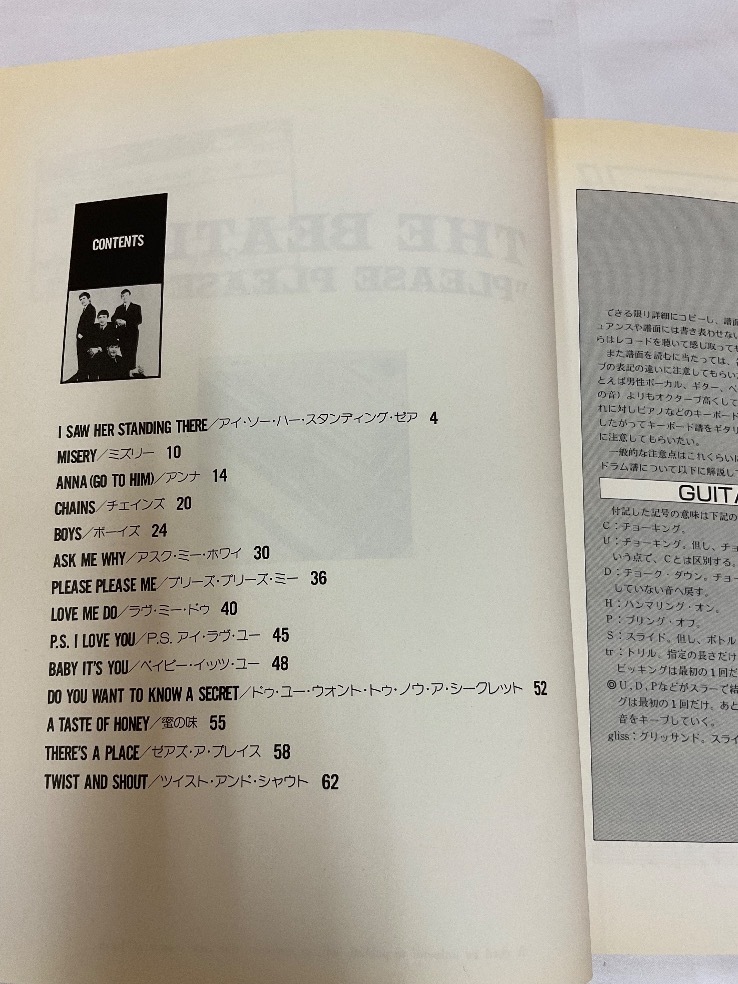 CONTENTS
I SAW HER STANDING THERE/アイ・ソー・ハー・スタンディング・ゼア 4
MISERY/ミズリー 10
ANNA (GO TO HIM)/アンナ 14
CHAINS/チェインズ 20
BOYS/ボーイズ 24
ASK ME WHY/アスク・ミー・ホワイ 30
PLEASE PLEASE ME/プリーズ・プリーズ・ミー 36
LOVE ME DO/ラヴ・ミー・ドゥ 40
P.S. I LOVE YOU/P.S. アイ・ラヴ・ユー 45
BABY IT'S YOU/ベイビー・イッツ・ユー 48
DO YOU WANT TO KNOW A SECRET/ドゥ・ユー・ウォント・トゥ・ノウ・ア・シークレット 52
A TASTE OF HONEY/蜜の味 55
THERE'S A PLACE/ゼアズ・ア・プレイス 58
TWIST AND SHOUT/ツイスト・アンド・シャウト 62
できる限り詳細にコピーし、譜面
ュアンスや譜面には書き表わせない
らはレコードを聴いて感じ取っても
また譜面を読むに当たっては、
ブの表記の違いに注意してもらい
とえば男性ボーカル、ギター、ベ
の音)よりもオクターブ高くして
れに対しピアノなどのキーボード
したがってキーボード譜をギタリ
に注意してもらいたい。
一般的な注意点はこれくらいに
ドラム譜について以下に解説し
GUITA
付記した記号の意味は下記の
C：チョーキング。
U：チョーキング。但し、チョ
いう点で、Cとは区別する。
D：チョーク・ダウン。チョー
していない音へ戻す。
H：ハンマリング・オン。
P：プリング・オフ。
S：スライド。但し、ボトル
tr：トリル。指定の長さだけ
ピッキングは最初の1回だ
◎U、D、Pなどがスラーで結
グは最初の1回だけ、あと
音をキープしていく。
gliss：グリッサンド。スライ